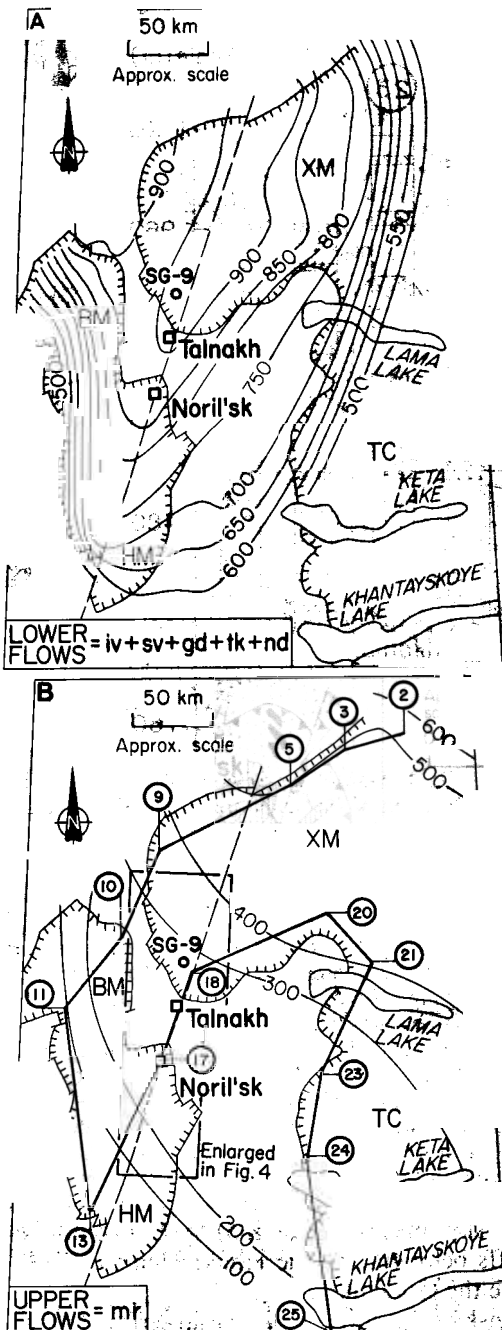 A
50 km
Approx. scale
N
XM
900
SG-9
900
850
800
550
BM
Talnakh
LAMA
LAKE
750
500
500
Noril'sk
TC
KETA
LAKE
700
650
600
HM
KHANTAYSKOYE
LAKE
LOWER
FLOWS = iv+sv+gd+tk+nd
B
50 km
Approx. scale
2
3
600
5
500
N
9
XM
10
400
20
SG-9
21
18
300
11
BM
Talnakh
LAMA
LAKE
17
23
Noril'sk
TC
24
KETA
LAKE
Enlarged
in Fig. 4
HM
13
200
100
KHANTAYSKOYE
LAKE
UPPER
FLOWS = mr
25